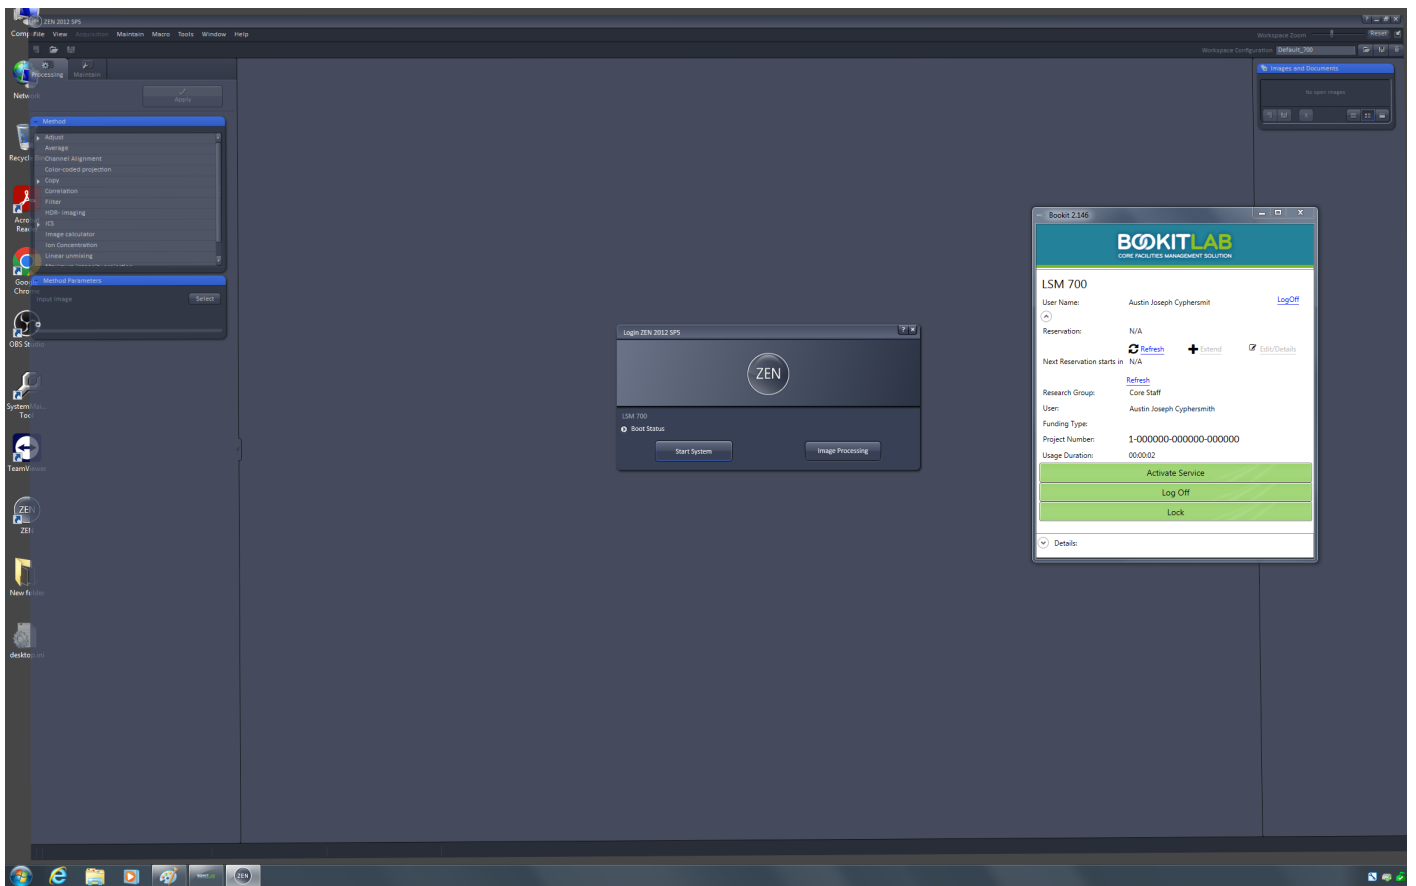 ZEN 2012 SP5
File View Acquisition Maintain Macro Tools Window Help
Workspace Zoom Reset
Workspace Configuration Default_700
Processing Maintain
Apply
Method
Adjust
Average
Channel Alignment
Color-coded projection
Copy
Correlation
Filter
HDR- Imaging
ICS
Image calculator
Ion Concentration
Linear unmixing
Method Parameters
Input Image Select
Images and Documents
No open images
Network
OBS Studio
Tool
TeamViewer
ZEN
ZEN
New folder
desktop.ini
Login ZEN 2012 SP5
ZEN
LSM 700
Boot Status
Start System Image Processing
Bookit 2.146
BOOKITLAB
CORE FACILITIES MANAGEMENT SOLUTION
LSM 700
User Name: Austin Joseph Cyphersmit LogOff
Reservation: N/A
Refresh Extend Edit/Details
Next Reservation starts in N/A
Refresh
Research Group: Core Staff
User: Austin Joseph Cyphersmith
Funding Type:
Project Number: 1-000000-000000-000000
Usage Duration: 00:00:02
Activate Service
Log Off
Lock
Details:
ZEN